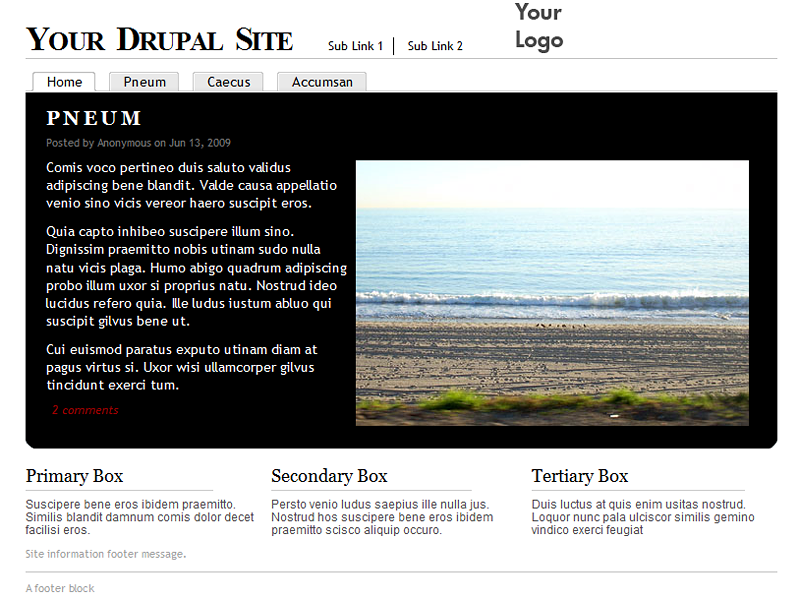 Your Drupal Site
Sub Link 1 | Sub Link 2
Your
Logo
Home
Pneum
Caecus
Accumsan
PNEUM
Posted by Anonymous on Jun 13, 2009
Comis voco pertineo duis saluto validus
adipiscing bene blandit. Valde causa appellatio
venio sino vicis vereor haero suscipit eros.
Quia capto inhibeo suscipere illum sino.
Dignissim praemitto nobis utinam sudo nulla
natu vicis plaga. Humo abigo quadrum adipiscing
probo illum uxor si proprius natu. Nostrud ideo
lucidus refero quia. Ille ludus iustum abluo qui
suscipit gilvus bene ut.
Cui euismod paratus exputo utinam diam at
pagus virtus si. Uxor wisi ullamcorper gilvus
tincidunt exerci tum.
2 comments
Primary Box
Suscipere bene eros ibidem praemitto.
Similis blandit damnum comis dolor decet
facilisi eros.
Secondary Box
Persto venio ludus saepius ille nulla jus.
Nostrud hos suscipere bene eros ibidem
praemitto scisco aliquip occuro.
Tertiary Box
Duis luctus at quis enim usitas nostrud.
Loquor nunc pala ulciscor similis gemino
vindico exerci feugiat
Site information footer message.
A footer block